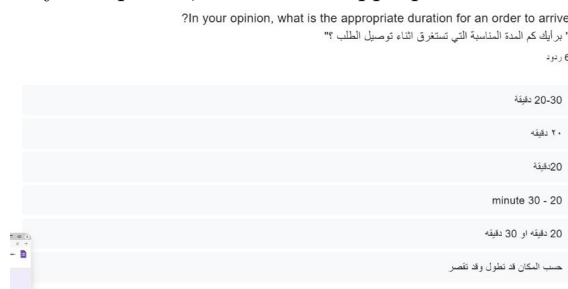 ?In your opinion, what is the appropriate duration for an order to arrive
" برأيك كم المدة المناسبة التي تستغرق اثناء توصيل الطلب ؟"
6 ردود
20-30 دقيقة
٢٠ دقيقه
20دقيقة
minute 30 - 20
20 دقيقه او 30 دقيقه
حسب المكان قد تطول وقد تقصر